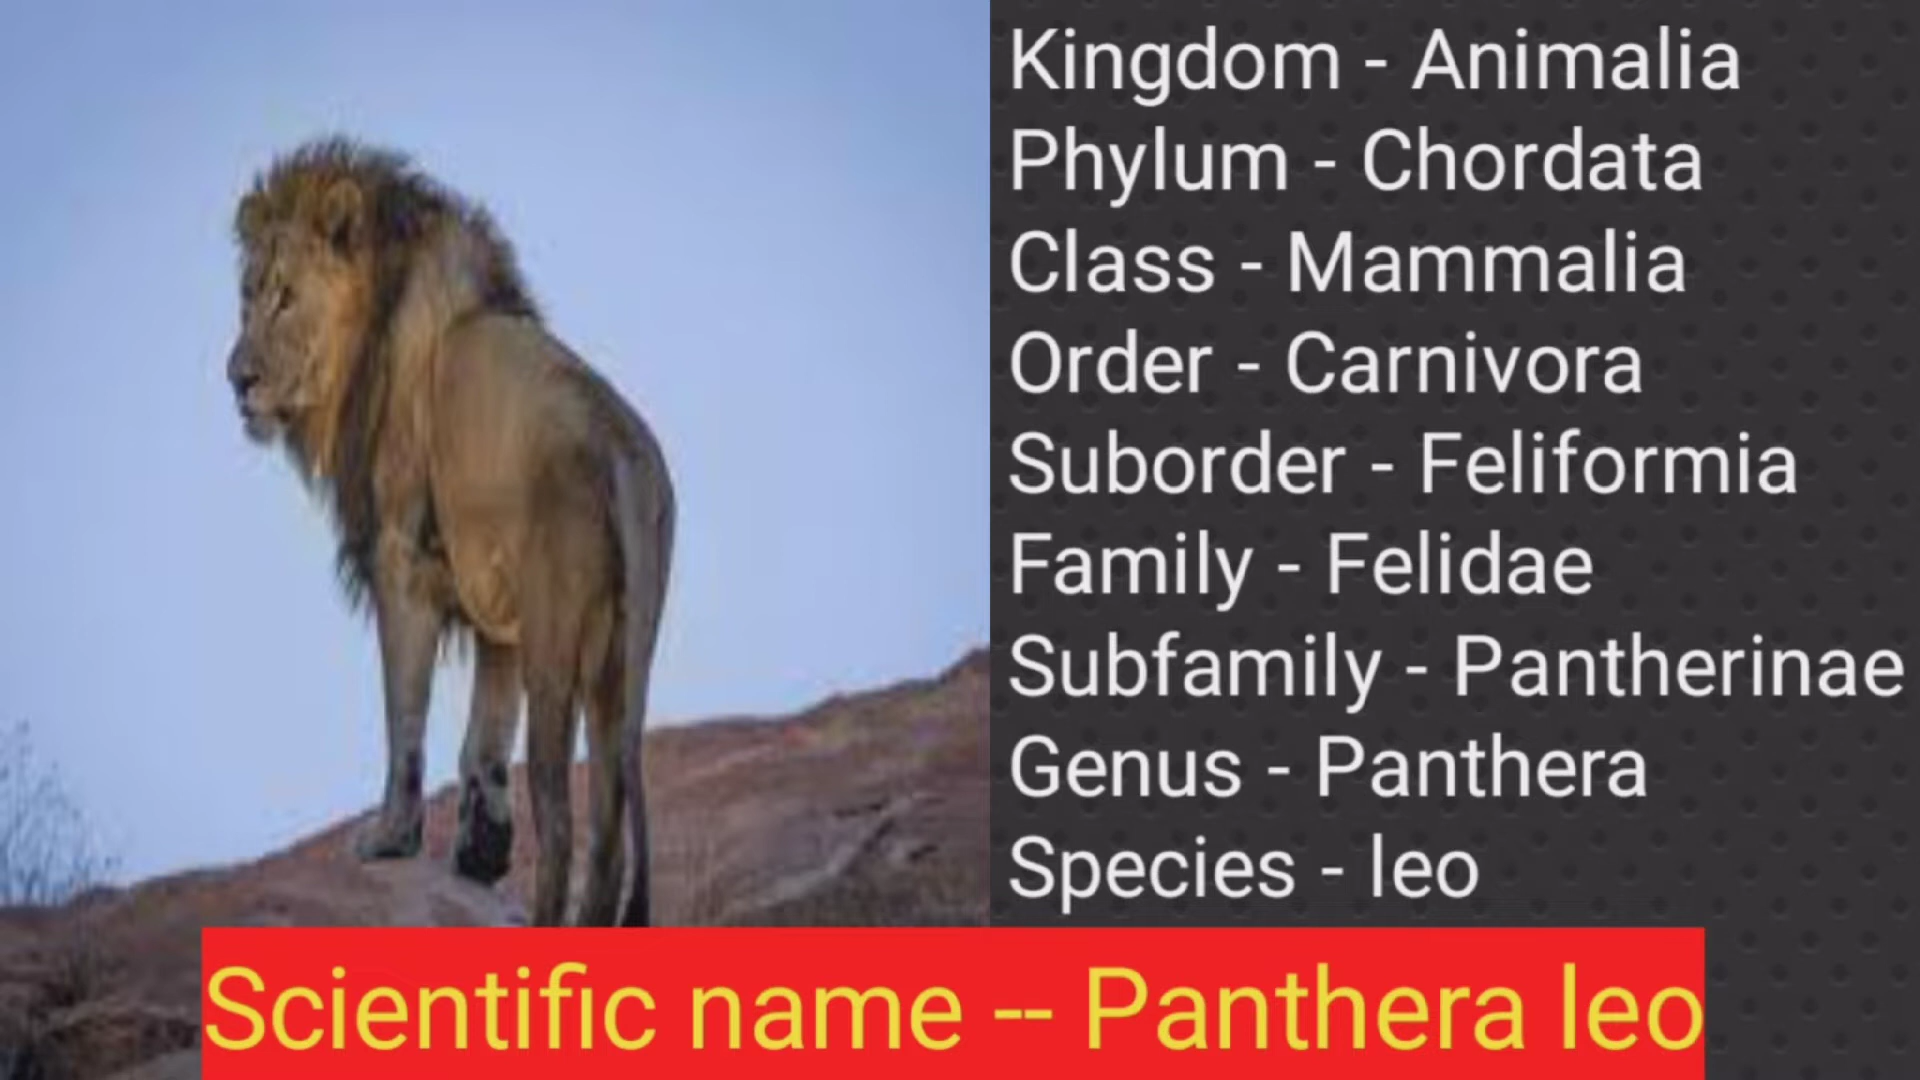 Kingdom - Animalia
Phylum - Chordata
Class - Mammalia
Order - Carnivora
Suborder - Feliformia
Family - Felidae
Subfamily - Pantherinae
Genus - Panthera
Species - leo
Scientific name -- Panthera leo